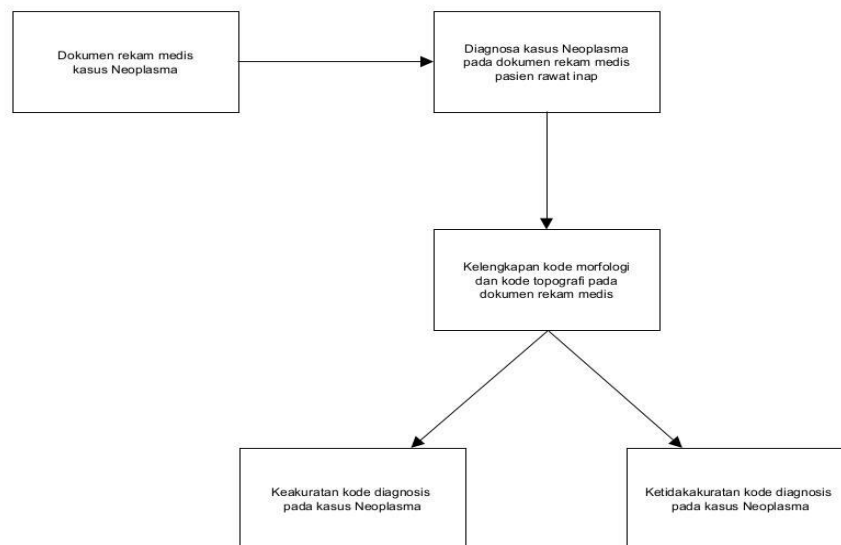 Dokumen rekam medis
kasus Neoplasma
Diagnosa kasus Neoplasma
pada dokumen rekam medis
pasien rawat inap
Kelengkapan kode morfologi
dan kode topografi pada
dokumen rekam medis
Keakuratan kode diagnosis
pada kasus Neoplasma
Ketidakakuratan kode diagnosis
pada kasus Neoplasma